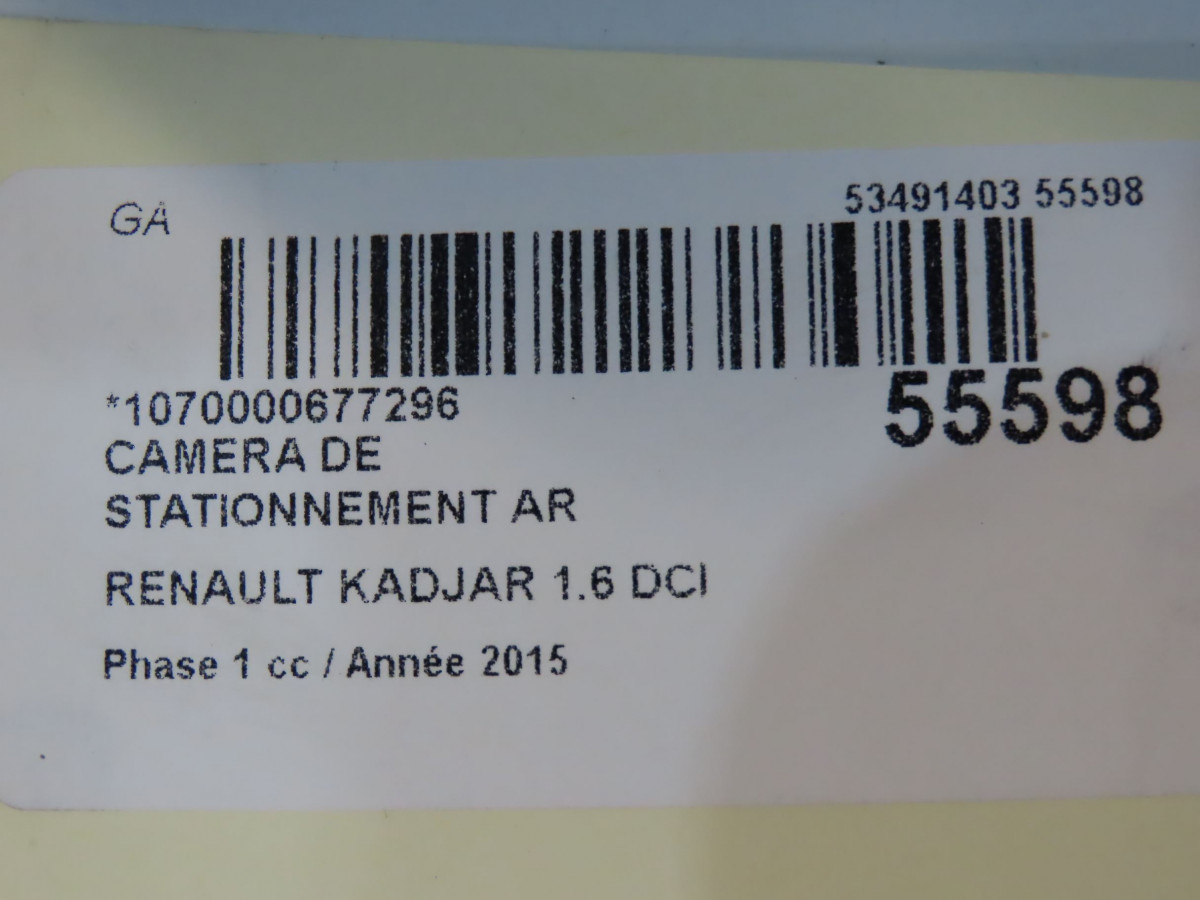 GA
53491403 55598
*1070000677296
55598
CAMERA DE
STATIONNEMENT AR
RENAULT KADJAR 1.6 DCI
Phase 1 cc / Année 2015